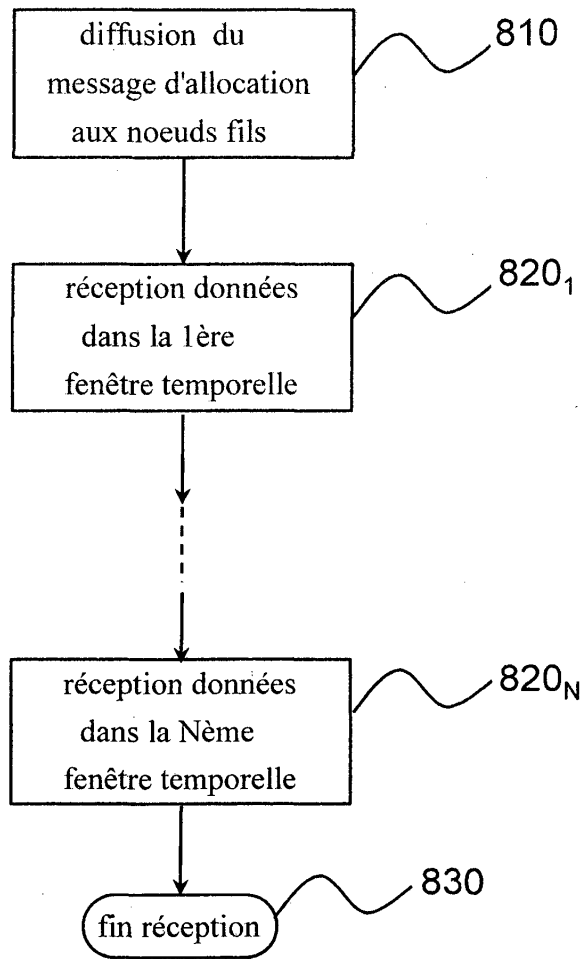 diffusion du
message d'allocation
aux noeuds fils
810
réception données
dans la 1ère
fenêtre temporelle
820₁
réception données
dans la Nème
fenêtre temporelle
820N
fin réception
830